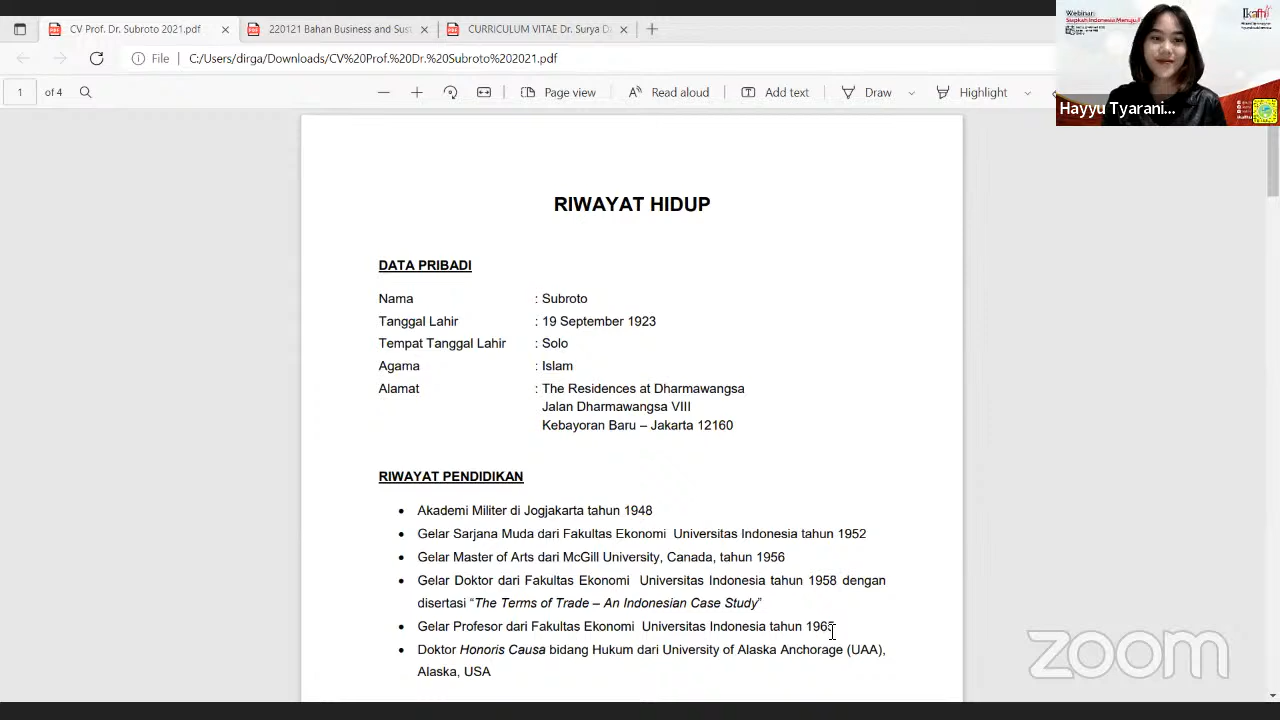 CV Prof. Dr. Subroto 2021.pdf
220121 Bahan Business
CURRICULUM VITAE Dr. Surya D
File
C:/Users/dirga/Downloads/CV%20Prof.%20Dr.%20Subroto%202021.pdf
1 of 4
Page view
Read aloud
Add text
Draw
Highlight
Webinar:
Ikafhi
Hayyu Tyarani...
RIWAYAT HIDUP
DATA PRIBADI
Nama : Subroto
Tanggal Lahir : 19 September 1923
Tempat Tanggal Lahir : Solo
Agama : Islam
Alamat : The Residences at Dharmawangsa
Jalan Dharmawangsa VIII
Kebayoran Baru – Jakarta 12160
RIWAYAT PENDIDIKAN
• Akademi Militer di Jogjakarta tahun 1948
• Gelar Sarjana Muda dari Fakultas Ekonomi Universitas Indonesia tahun 1952
• Gelar Master of Arts dari McGill University, Canada, tahun 1956
• Gelar Doktor dari Fakultas Ekonomi Universitas Indonesia tahun 1958 dengan
disertasi “The Terms of Trade – An Indonesian Case Study”
• Gelar Profesor dari Fakultas Ekonomi Universitas Indonesia tahun
• Doktor Honoris Causa bidang Hukum dari University of Alaska Anchorage (UAA),
Alaska, USA
zoom